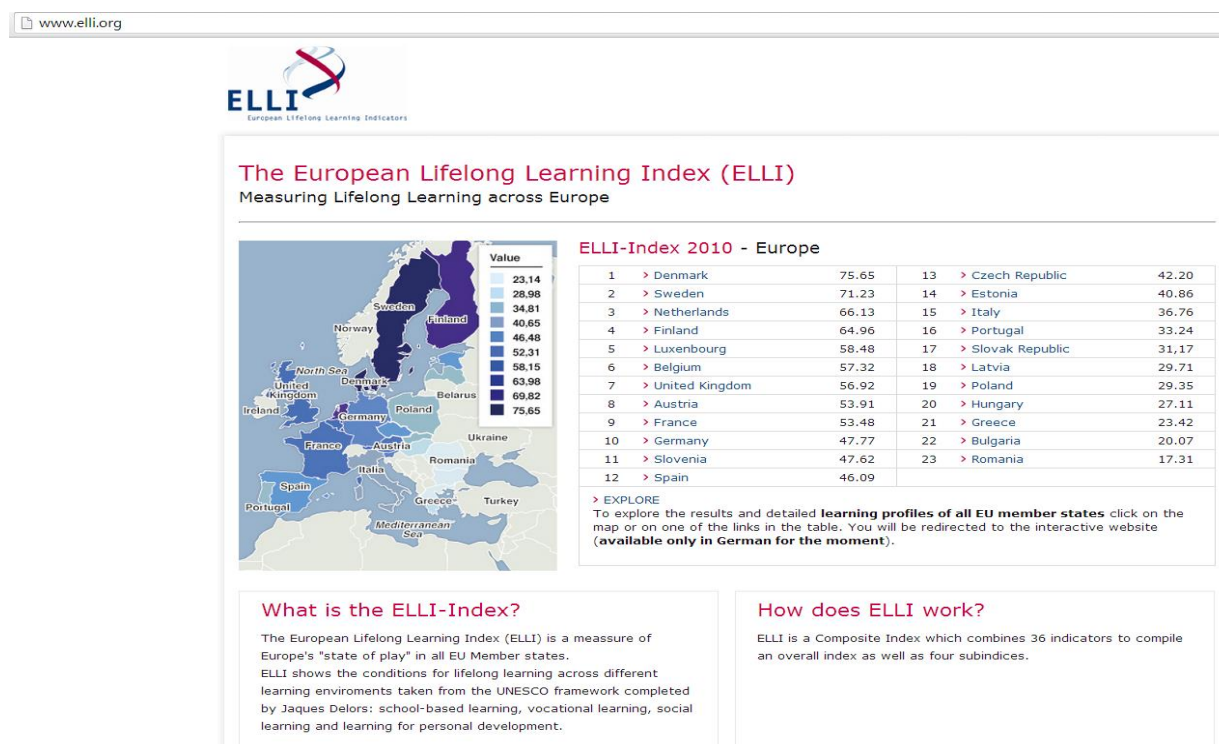 www.elli.org
ELLI
European Lifelong Learning Indicators
The European Lifelong Learning Index (ELLI)
Measuring Lifelong Learning across Europe
Value
23,14
28,98
34,81
40,65
46,48
52,31
58,15
63,98
69,82
75,65
Sweden
Finland
Norway
North Sea
Denmark
United
Kingdom
Ireland
Belarus
Poland
Germany
Ukraine
France
Austria
Romania
Italia
Spain
Portugal
Greece
Turkey
Mediterranean
Sea
ELLI-Index 2010 - Europe
1 > Denmark 75.65 13 > Czech Republic 42.20
2 > Sweden 71.23 14 > Estonia 40.86
3 > Netherlands 66.13 15 > Italy 36.76
4 > Finland 64.96 16 > Portugal 33.24
5 > Luxenbourg 58.48 17 > Slovak Republic 31,17
6 > Belgium 57.32 18 > Latvia 29.71
7 > United Kingdom 56.92 19 > Poland 29.35
8 > Austria 53.91 20 > Hungary 27.11
9 > France 53.48 21 > Greece 23.42
10 > Germany 47.77 22 > Bulgaria 20.07
11 > Slovenia 47.62 23 > Romania 17.31
12 > Spain 46.09
> EXPLORE
To explore the results and detailed learning profiles of all EU member states click on the
map or on one of the links in the table. You will be redirected to the interactive website
(available only in German for the moment).
What is the ELLI-Index?
The European Lifelong Learning Index (ELLI) is a meassure of
Europe's "state of play" in all EU Member states.
ELLI shows the conditions for lifelong learning across different
learning enviroments taken from the UNESCO framework completed
by Jaques Delors: school-based learning, vocational learning, social
learning and learning for personal development.
How does ELLI work?
ELLI is a Composite Index which combines 36 indicators to compile
an overall index as well as four subindices.